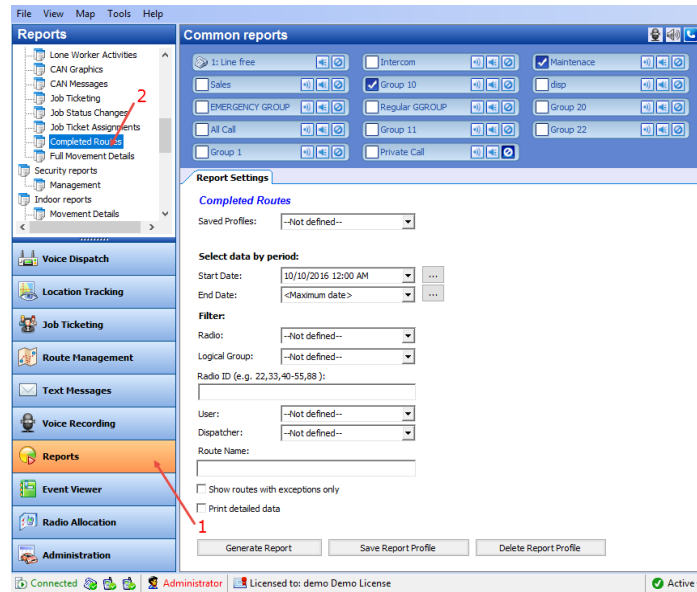 File View Map Tools Help
Reports
Common reports
Lone Worker Activities
CAN Graphics
CAN Messages
Job Ticketing
Job Status Changes
Job Ticket Assignments
Completed Routes
Full Movement Details
Security reports
Management
Indoor reports
Movement Details
2
1: Line free
Intercom
Maintenace
Sales
Group 10
disp
EMERGENCY GROUP
Regular GGROUP
Group 20
All Call
Group 11
Group 22
Group 1
Private Call
Voice Dispatch
Location Tracking
Job Ticketing
Route Management
Text Messages
Voice Recording
Reports
Event Viewer
Radio Allocation
Administration
Report Settings
Completed Routes
Saved Profiles: --Not defined--
Select data by period:
Start Date: 10/10/2016 12:00 AM ...
End Date: <Maximum date> ...
Filter:
Radio: --Not defined--
Logical Group: --Not defined--
Radio ID (e.g. 22,33,40-55,88 ):
User: --Not defined--
Dispatcher: --Not defined--
Route Name:
Show routes with exceptions only
Print detailed data
1
Generate Report Save Report Profile Delete Report Profile
Connected Administrator Licensed to: demo Demo License Active